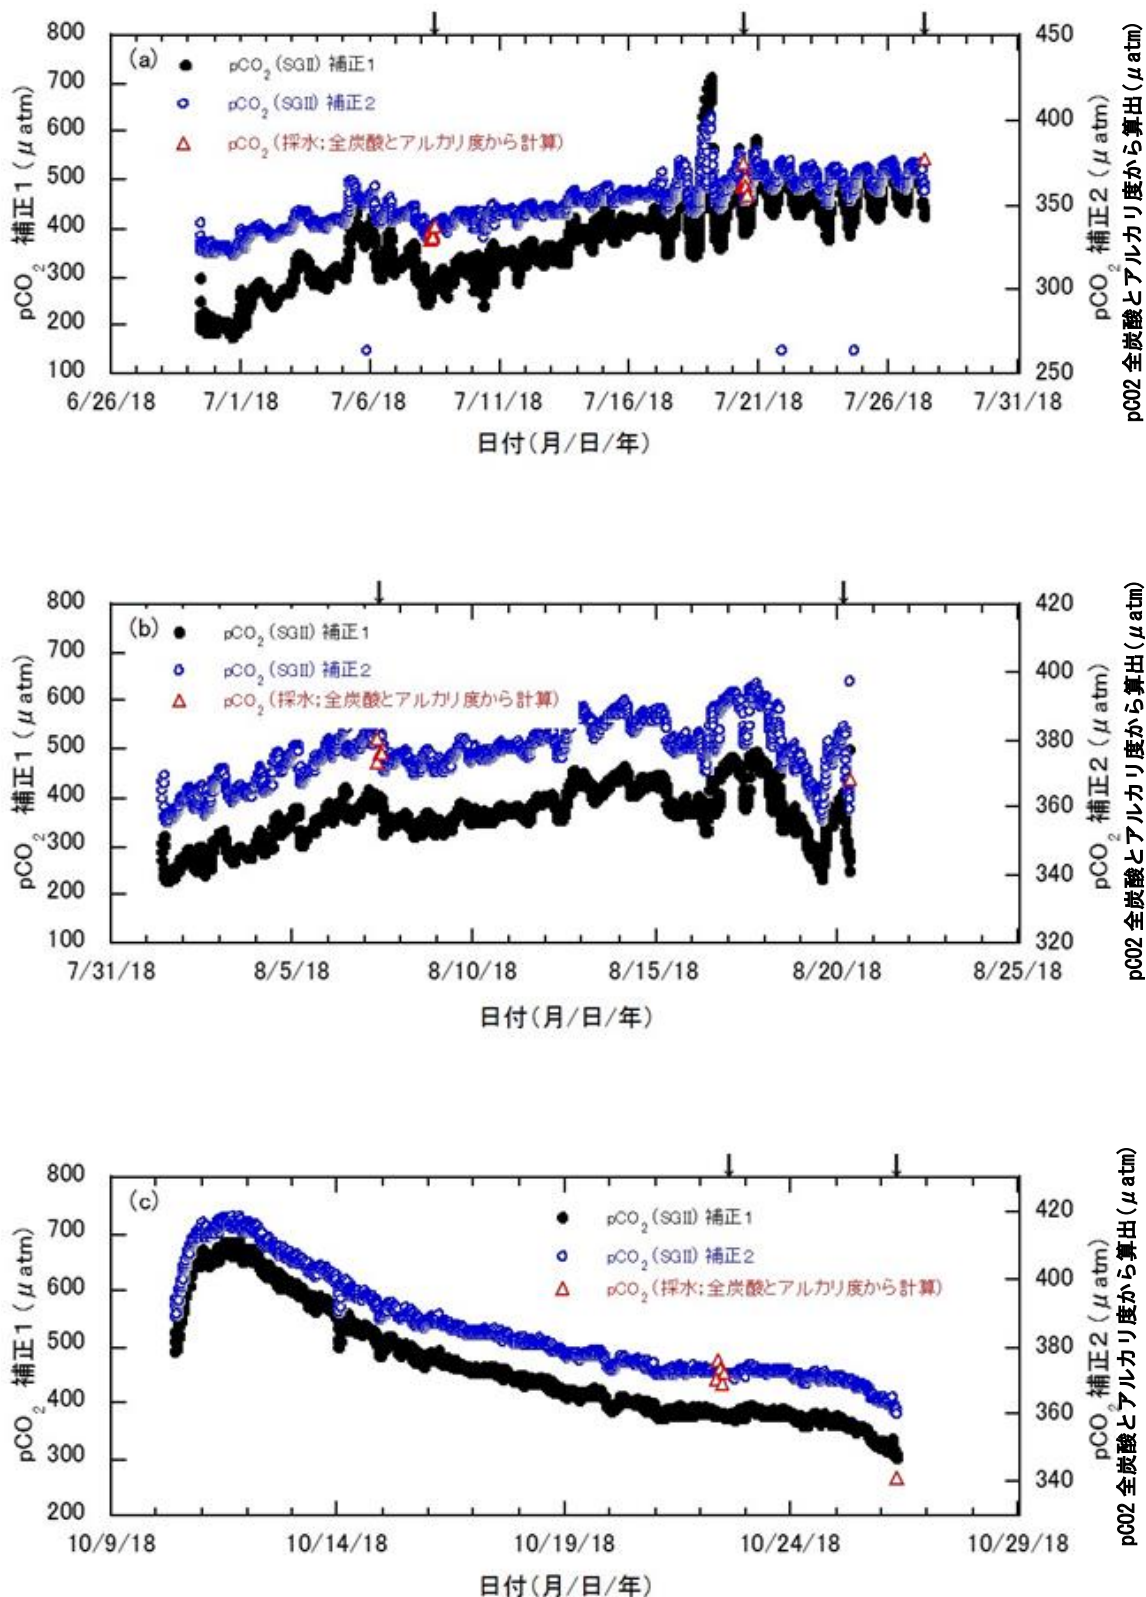 (a)
pCO2 (SGII) 補正1
pCO2 (SGII) 補正2
pCO2 (採水;全炭酸とアルカリ度から計算)
800
700
600
500
400
300
200
100
pCO2 補正1 (μatm)
450
400
350
300
250
pCO2 補正2 (μatm)
pCO2 全炭酸とアルカリ度から算出(μatm)
6/26/18 7/1/18 7/6/18 7/11/18 7/16/18 7/21/18 7/26/18 7/31/18
日付(月/日/年)
(b)
pCO2 (SGII) 補正1
pCO2 (SGII) 補正2
pCO2 (採水;全炭酸とアルカリ度から計算)
800
700
600
500
400
300
200
100
pCO2 補正1 (μatm)
420
400
380
360
340
320
pCO2 補正2 (μatm)
pCO2 全炭酸とアルカリ度から算出(μatm)
7/31/18 8/5/18 8/10/18 8/15/18 8/20/18 8/25/18
日付(月/日/年)
(c)
pCO2 (SGII) 補正1
pCO2 (SGII) 補正2
pCO2 (採水;全炭酸とアルカリ度から計算)
800
700
600
500
400
300
200
pCO2 補正1 (μatm)
420
400
380
360
340
pCO2 補正2 (μatm)
pCO2 全炭酸とアルカリ度から算出(μatm)
10/9/18 10/14/18 10/19/18 10/24/18 10/29/18
日付(月/日/年)